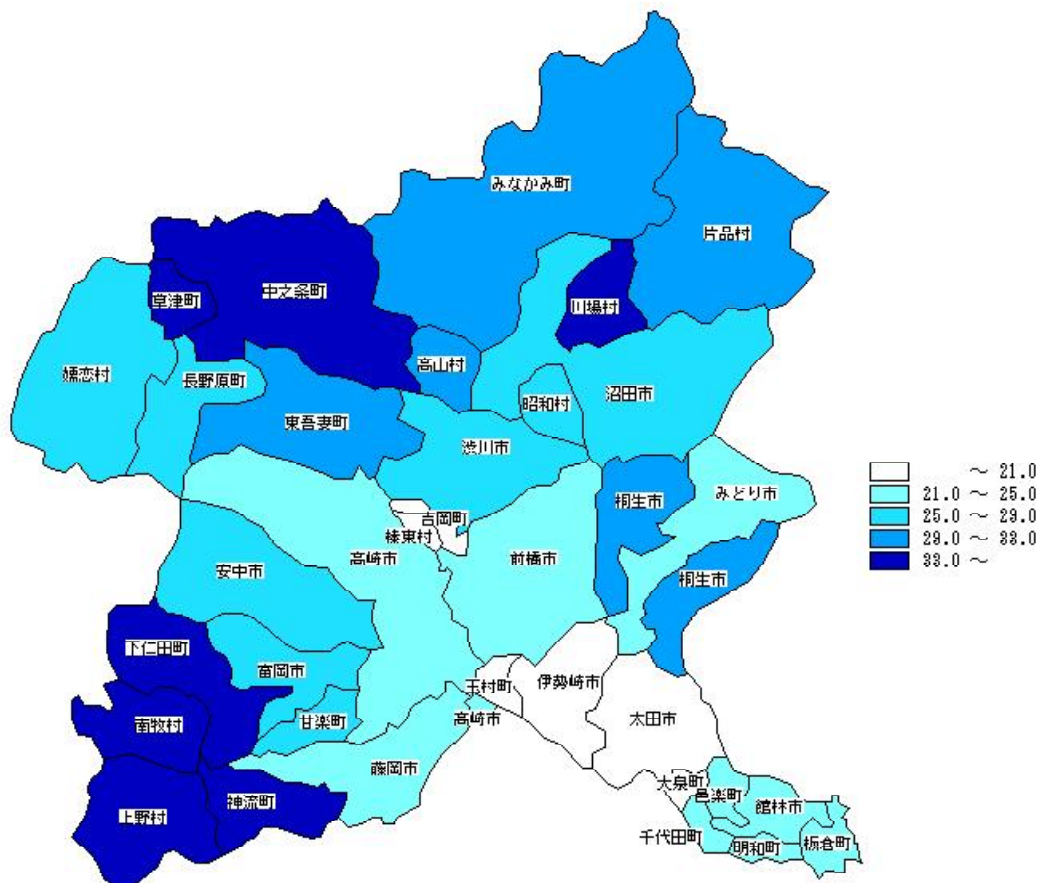 みなかみ町
片品村
草津町
中之条町
川場村
嬬恋村
長野原町
高山村
昭和村
沼田市
東吾妻町
渋川市
桐生市
みどり市
吉岡町
榛東村
高崎市
前橋市
安中市
桐生市
下仁田町
富岡市
玉村町
伊勢崎市
南牧村
甘楽町
高崎市
太田市
藤岡市
上野村
神流町
大泉町
邑楽町
館林市
千代田町
明和町
板倉町
～ 21.0
21.0 ～ 25.0
25.0 ～ 29.0
29.0 ～ 33.0
33.0 ～